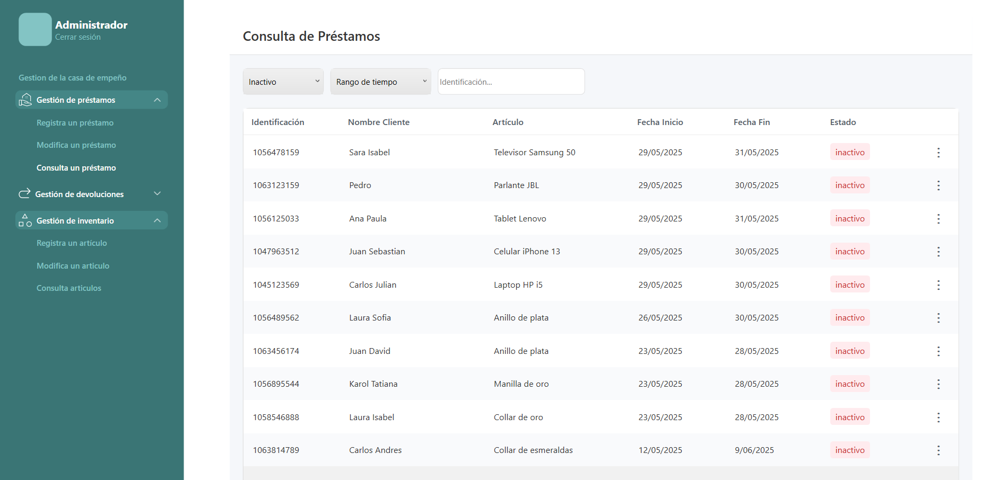 Administrador
Cerrar sesión
Gestion de la casa de empeño
Gestión de préstamos
Registra un préstamo
Modifica un préstamo
Consulta un préstamo
Gestión de devoluciones
Gestión de inventario
Registra un artículo
Modifica un articulo
Consulta articulos
Consulta de Préstamos
Inactivo Rango de tiempo Identificación...
Identificación Nombre Cliente Artículo Fecha Inicio Fecha Fin Estado
1056478159 Sara Isabel Televisor Samsung 50 29/05/2025 31/05/2025 inactivo
1063123159 Pedro Parlante JBL 29/05/2025 30/05/2025 inactivo
1056125033 Ana Paula Tablet Lenovo 29/05/2025 31/05/2025 inactivo
1047963512 Juan Sebastian Celular iPhone 13 29/05/2025 30/05/2025 inactivo
1045123569 Carlos Julian Laptop HP i5 29/05/2025 30/05/2025 inactivo
1056489562 Laura Sofia Anillo de plata 26/05/2025 30/05/2025 inactivo
1063456174 Juan David Anillo de plata 23/05/2025 28/05/2025 inactivo
1056895544 Karol Tatiana Manilla de oro 23/05/2025 28/05/2025 inactivo
1058546888 Laura Isabel Collar de oro 23/05/2025 28/05/2025 inactivo
1063814789 Carlos Andres Collar de esmeraldas 12/05/2025 9/06/2025 inactivo